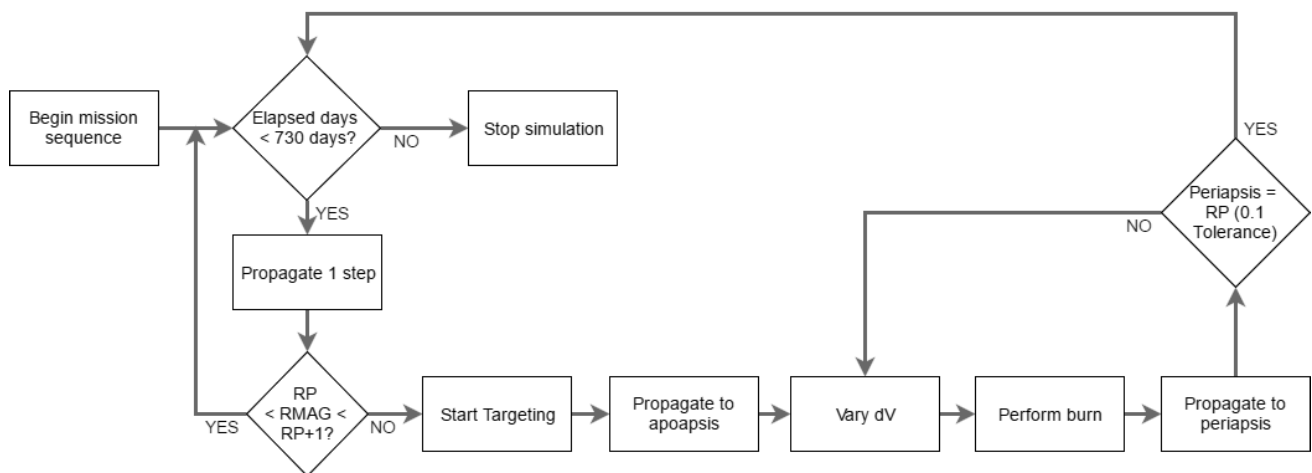 Begin mission
sequence
Elapsed days
< 730 days?
NO
Stop simulation
YES
Propagate 1 step
RP
< RMAG <
RP+1?
YES
NO
Start Targeting
Propagate to
apoapsis
Vary dV
Perform burn
Propagate to
periapsis
Periapsis =
RP (0.1
Tolerance)
NO
YES